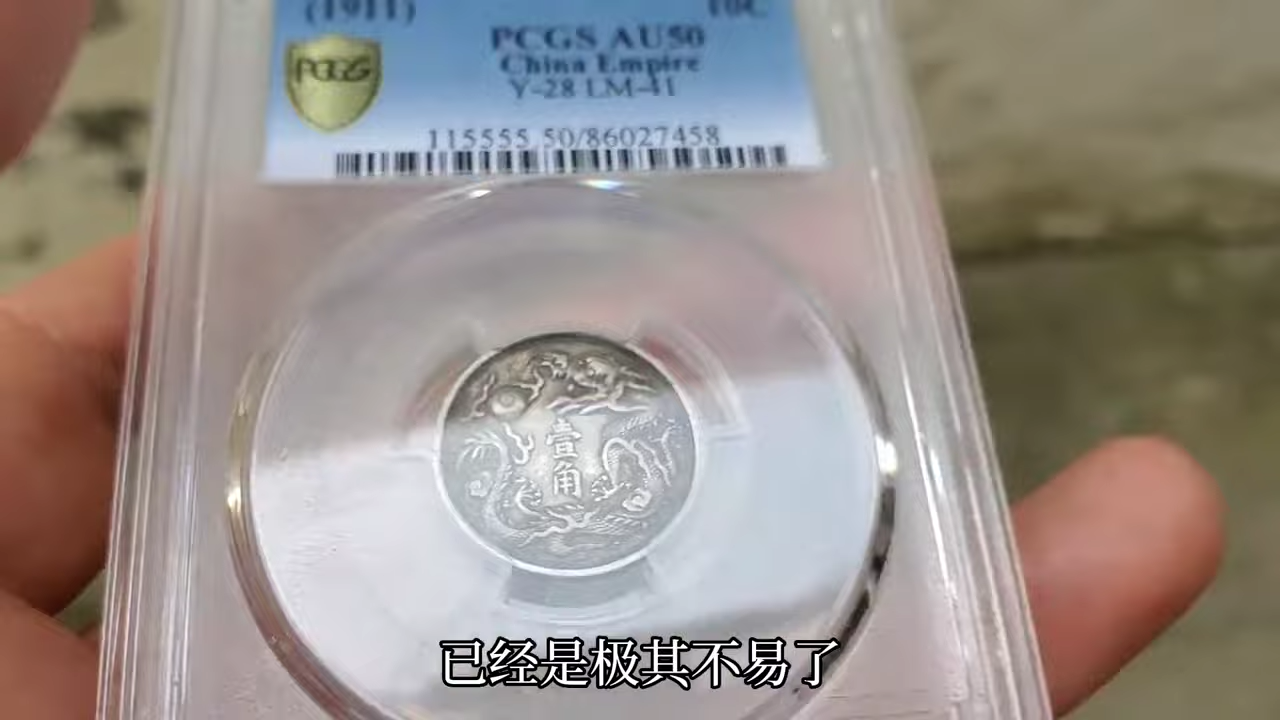 (1911) 10C
PCGS AU50
China Empire
Y-28 LM-41
PCGS
115555.50/86027458
壹角
已经是极其不易了